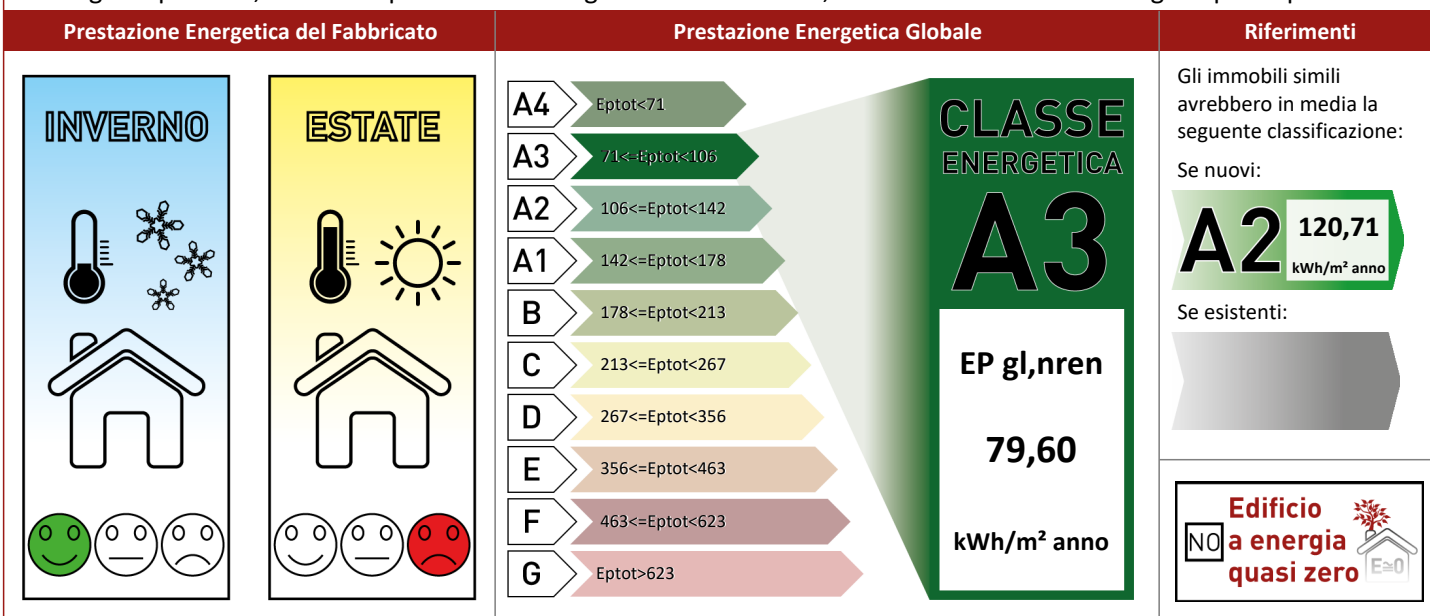 Prestazione Energetica del Fabbricato
Prestazione Energetica Globale
Riferimenti
INVERNO
ESTATE
A4 Eptot<71
A3 71<=Eptot<106
A2 106<=Eptot<142
A1 142<=Eptot<178
B 178<=Eptot<213
C 213<=Eptot<267
D 267<=Eptot<356
E 356<=Eptot<463
F 463<=Eptot<623
G Eptot>623
CLASSE
ENERGETICA
A3
EP gl,nren
79,60
kWh/m² anno
Gli immobili simili
avrebbero in media la
seguente classificazione:
Se nuovi:
A2 120,71
kWh/m² anno
Se esistenti:
Edificio
NO a energia
quasi zero
E≅0